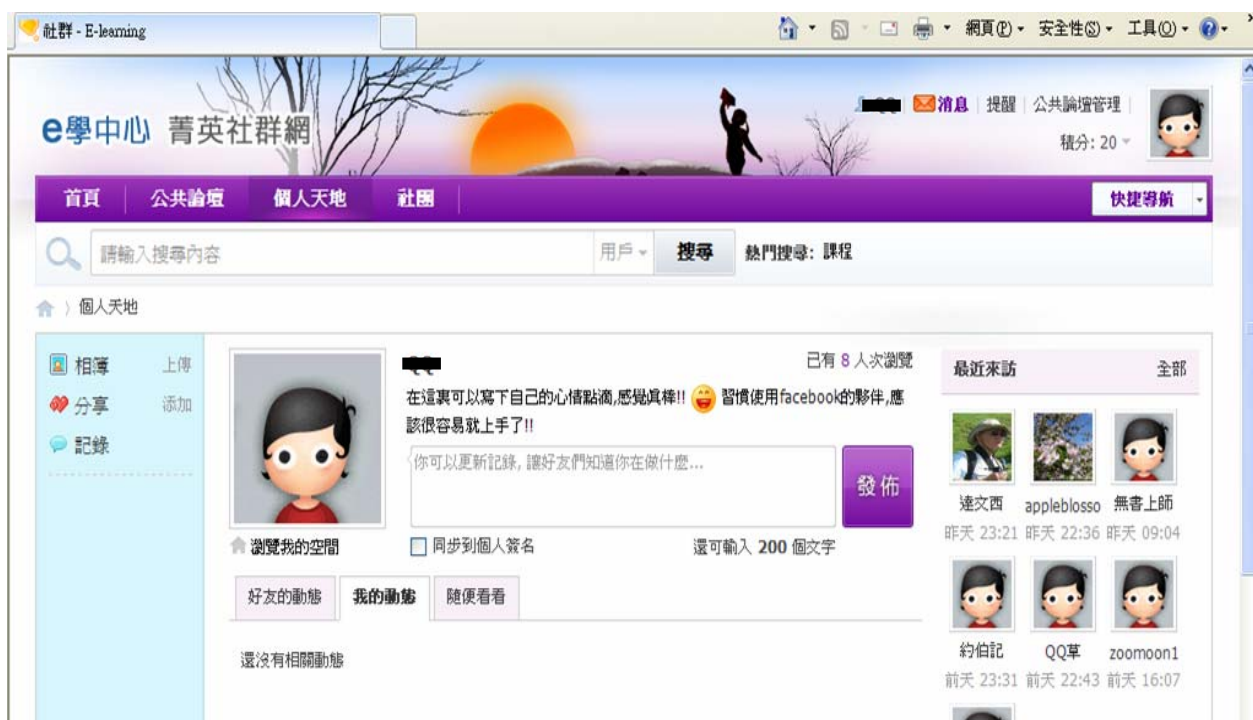 社群 - E-learning
網頁(P) 安全性(S) 工具(O)
消息 提醒 公共論壇管理
e學中心 菁英社群網
積分: 20
首頁 公共論壇 個人天地 社團 快捷導航
請輸入搜尋內容 用戶 搜尋 熱門搜尋: 課程
個人天地
相簿 上傳
分享 添加
記錄
已有 8 人次瀏覽
在這裏可以寫下自己的心情點滴,感覺真棒!! 習慣使用facebook的夥伴,應
該很容易就上手了!!
你可以更新記錄, 讓好友們知道你在做什麼...
發佈
瀏覽我的空間
同步到個人簽名 還可輸入 200 個文字
好友的動態 我的動態 隨便看看
還沒有相關動態
最近來訪 全部
達文西 appleblosso 無書上師
昨天 23:21 昨天 22:36 昨天 09:04
約伯記 QQ草 zoomoon1
前天 23:31 前天 22:43 前天 16:07